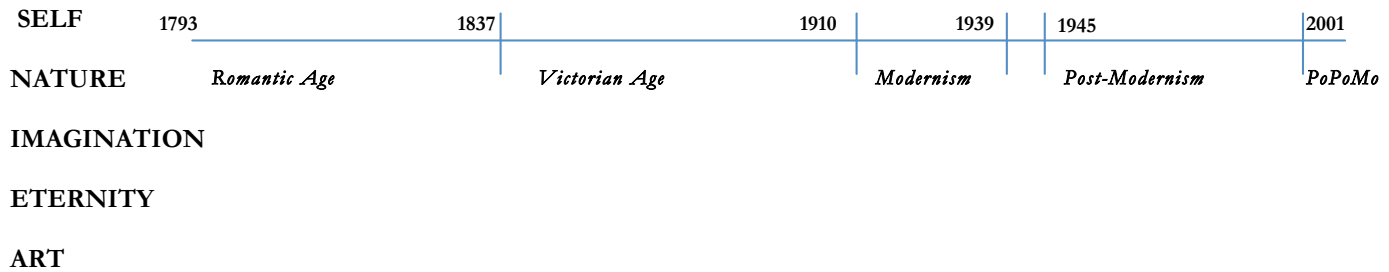 SELF 1793 1837 1910 1939 1945 2001
NATURE Romantic Age Victorian Age Modernism Post-Modernism PoPoMo
IMAGINATION
ETERNITY
ART